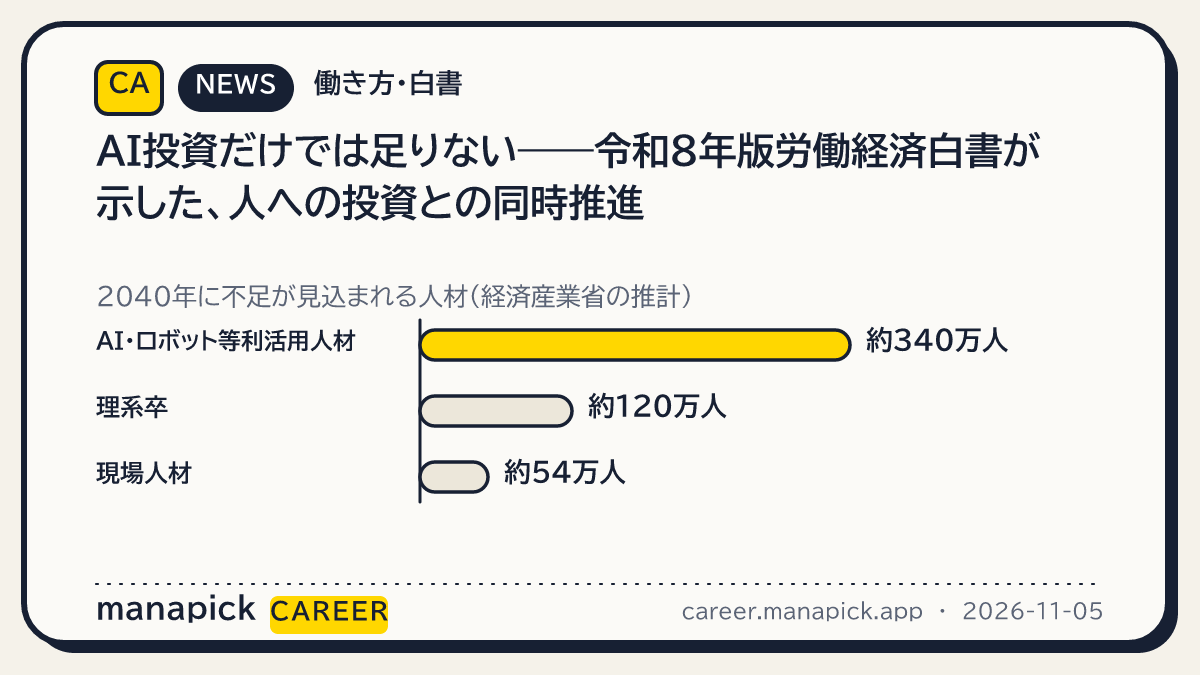 CA NEWS 働き方・白書
AI投資だけでは足りない――令和8年版労働経済白書が
示した、人への投資との同時推進
2040年に不足が見込まれる人材（経済産業省の推計）
AI・ロボット等利活用人材 約340万人
理系卒 約120万人
現場人材 約54万人
manapick CAREER career.manapick.app ・ 2026-11-05